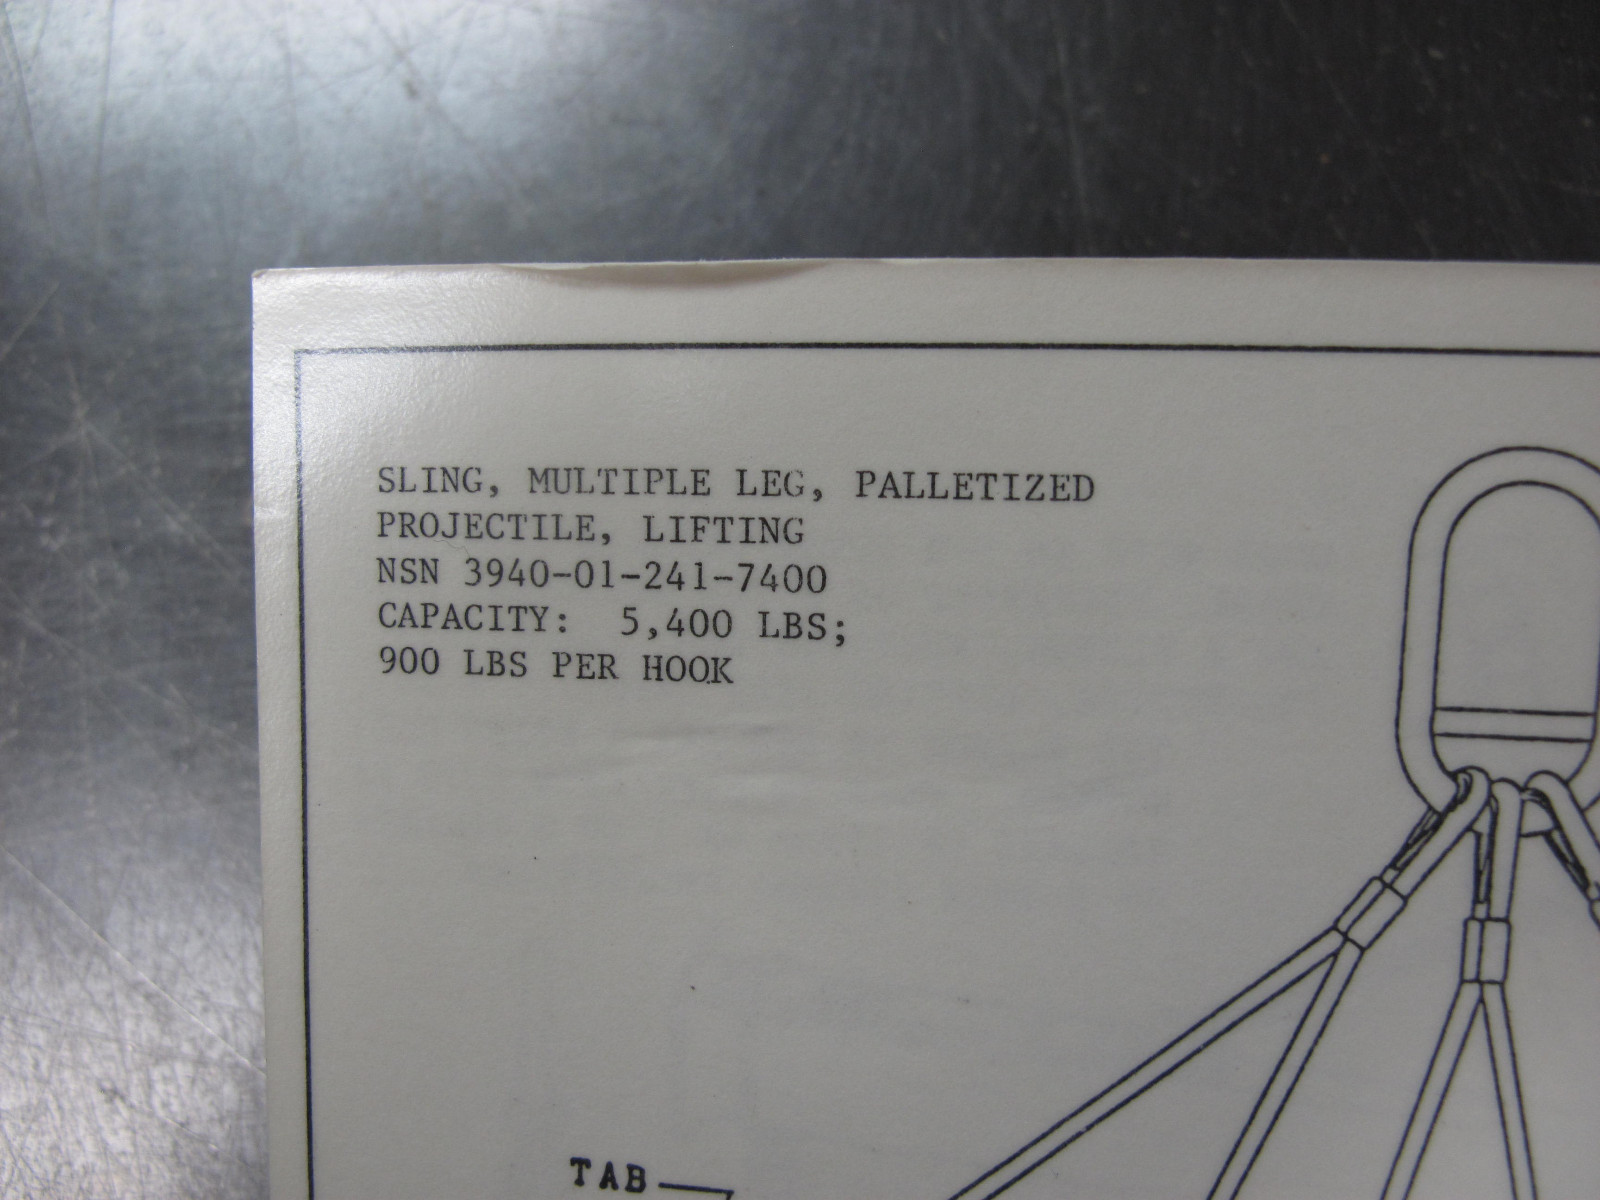 SLING, MULTIPLE LEG, PALLETIZED
PROJECTILE, LIFTING
NSN 3940-01-241-7400
CAPACITY:  5,400 LBS;
900 LBS PER HOOK
TAB